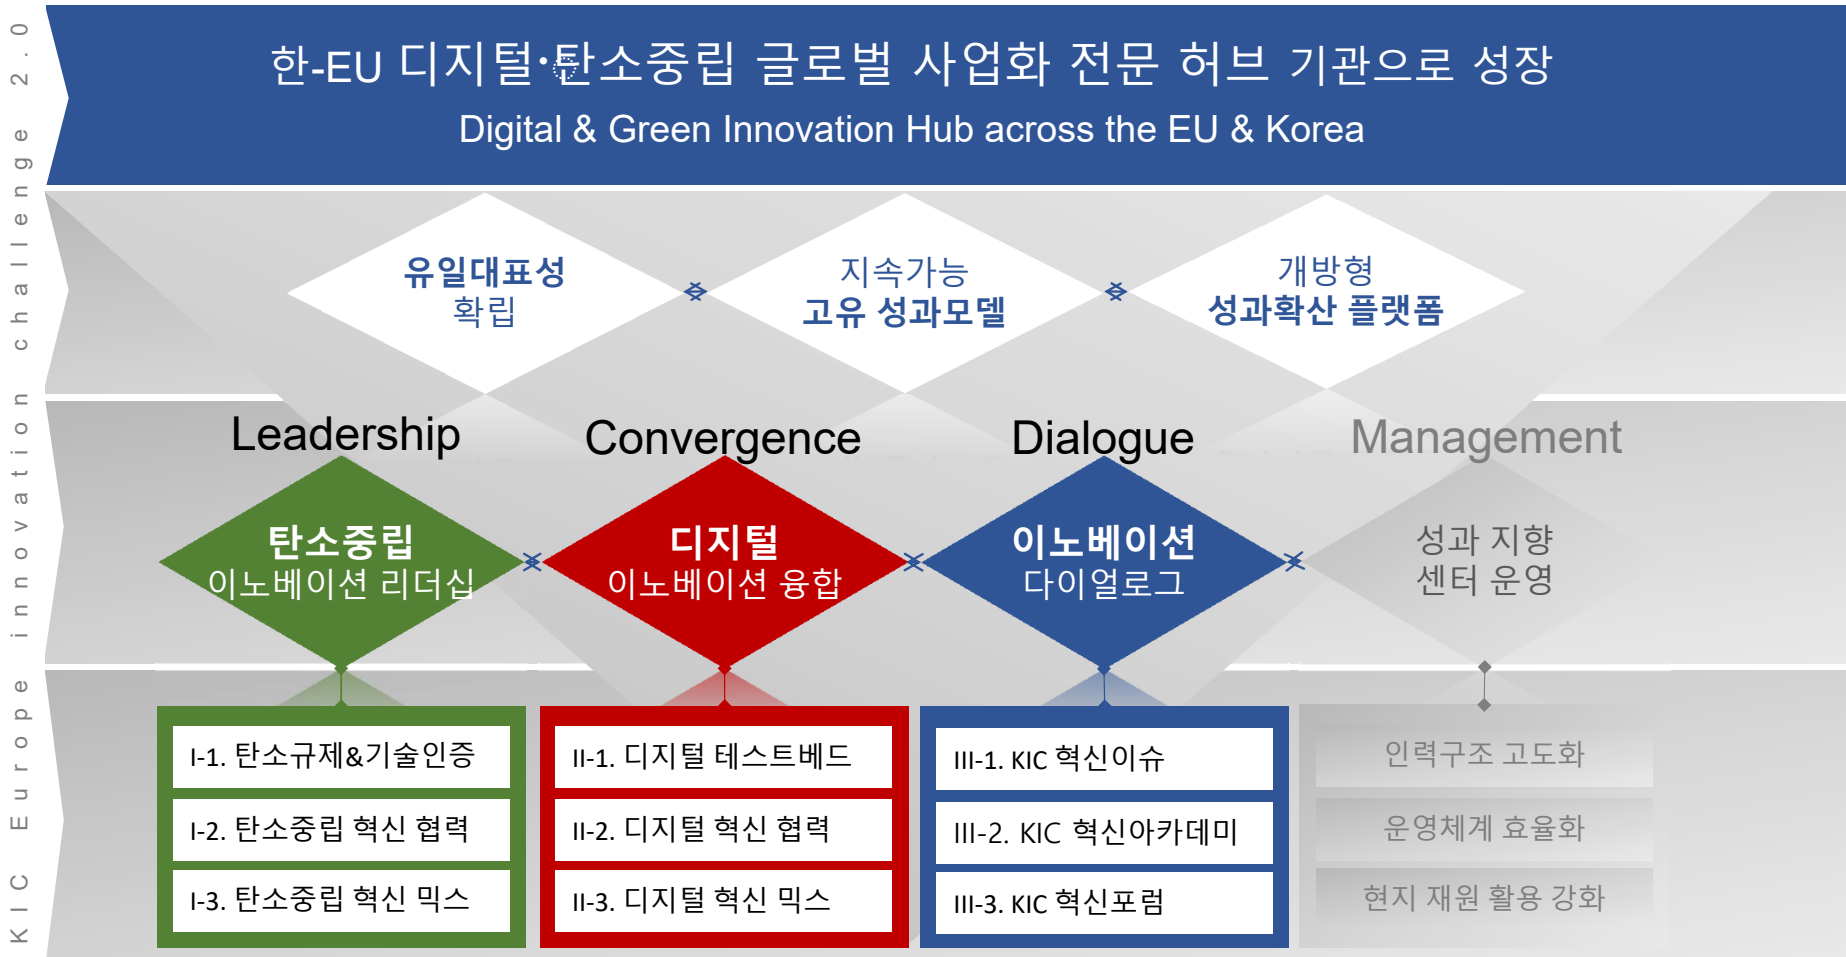 한-EU 디지털·탄소중립 글로벌 사업화 전문 허브 기관으로 성장
Digital & Green Innovation Hub across the EU & Korea
KIC Europe innovation challenge 2.0
유일대표성
확립
지속가능
고유 성과모델
개방형
성과확산 플랫폼
Leadership
Convergence
Dialogue
Management
탄소중립
이노베이션 리더십
디지털
이노베이션 융합
이노베이션
다이얼로그
성과 지향
센터 운영
I-1. 탄소규제&기술인증
I-2. 탄소중립 혁신 협력
I-3. 탄소중립 혁신 믹스
II-1. 디지털 테스트베드
II-2. 디지털 혁신 협력
II-3. 디지털 혁신 믹스
III-1. KIC 혁신이슈
III-2. KIC 혁신아카데미
III-3. KIC 혁신포럼
인력구조 고도화
운영체계 효율화
현지 재원 활용 강화